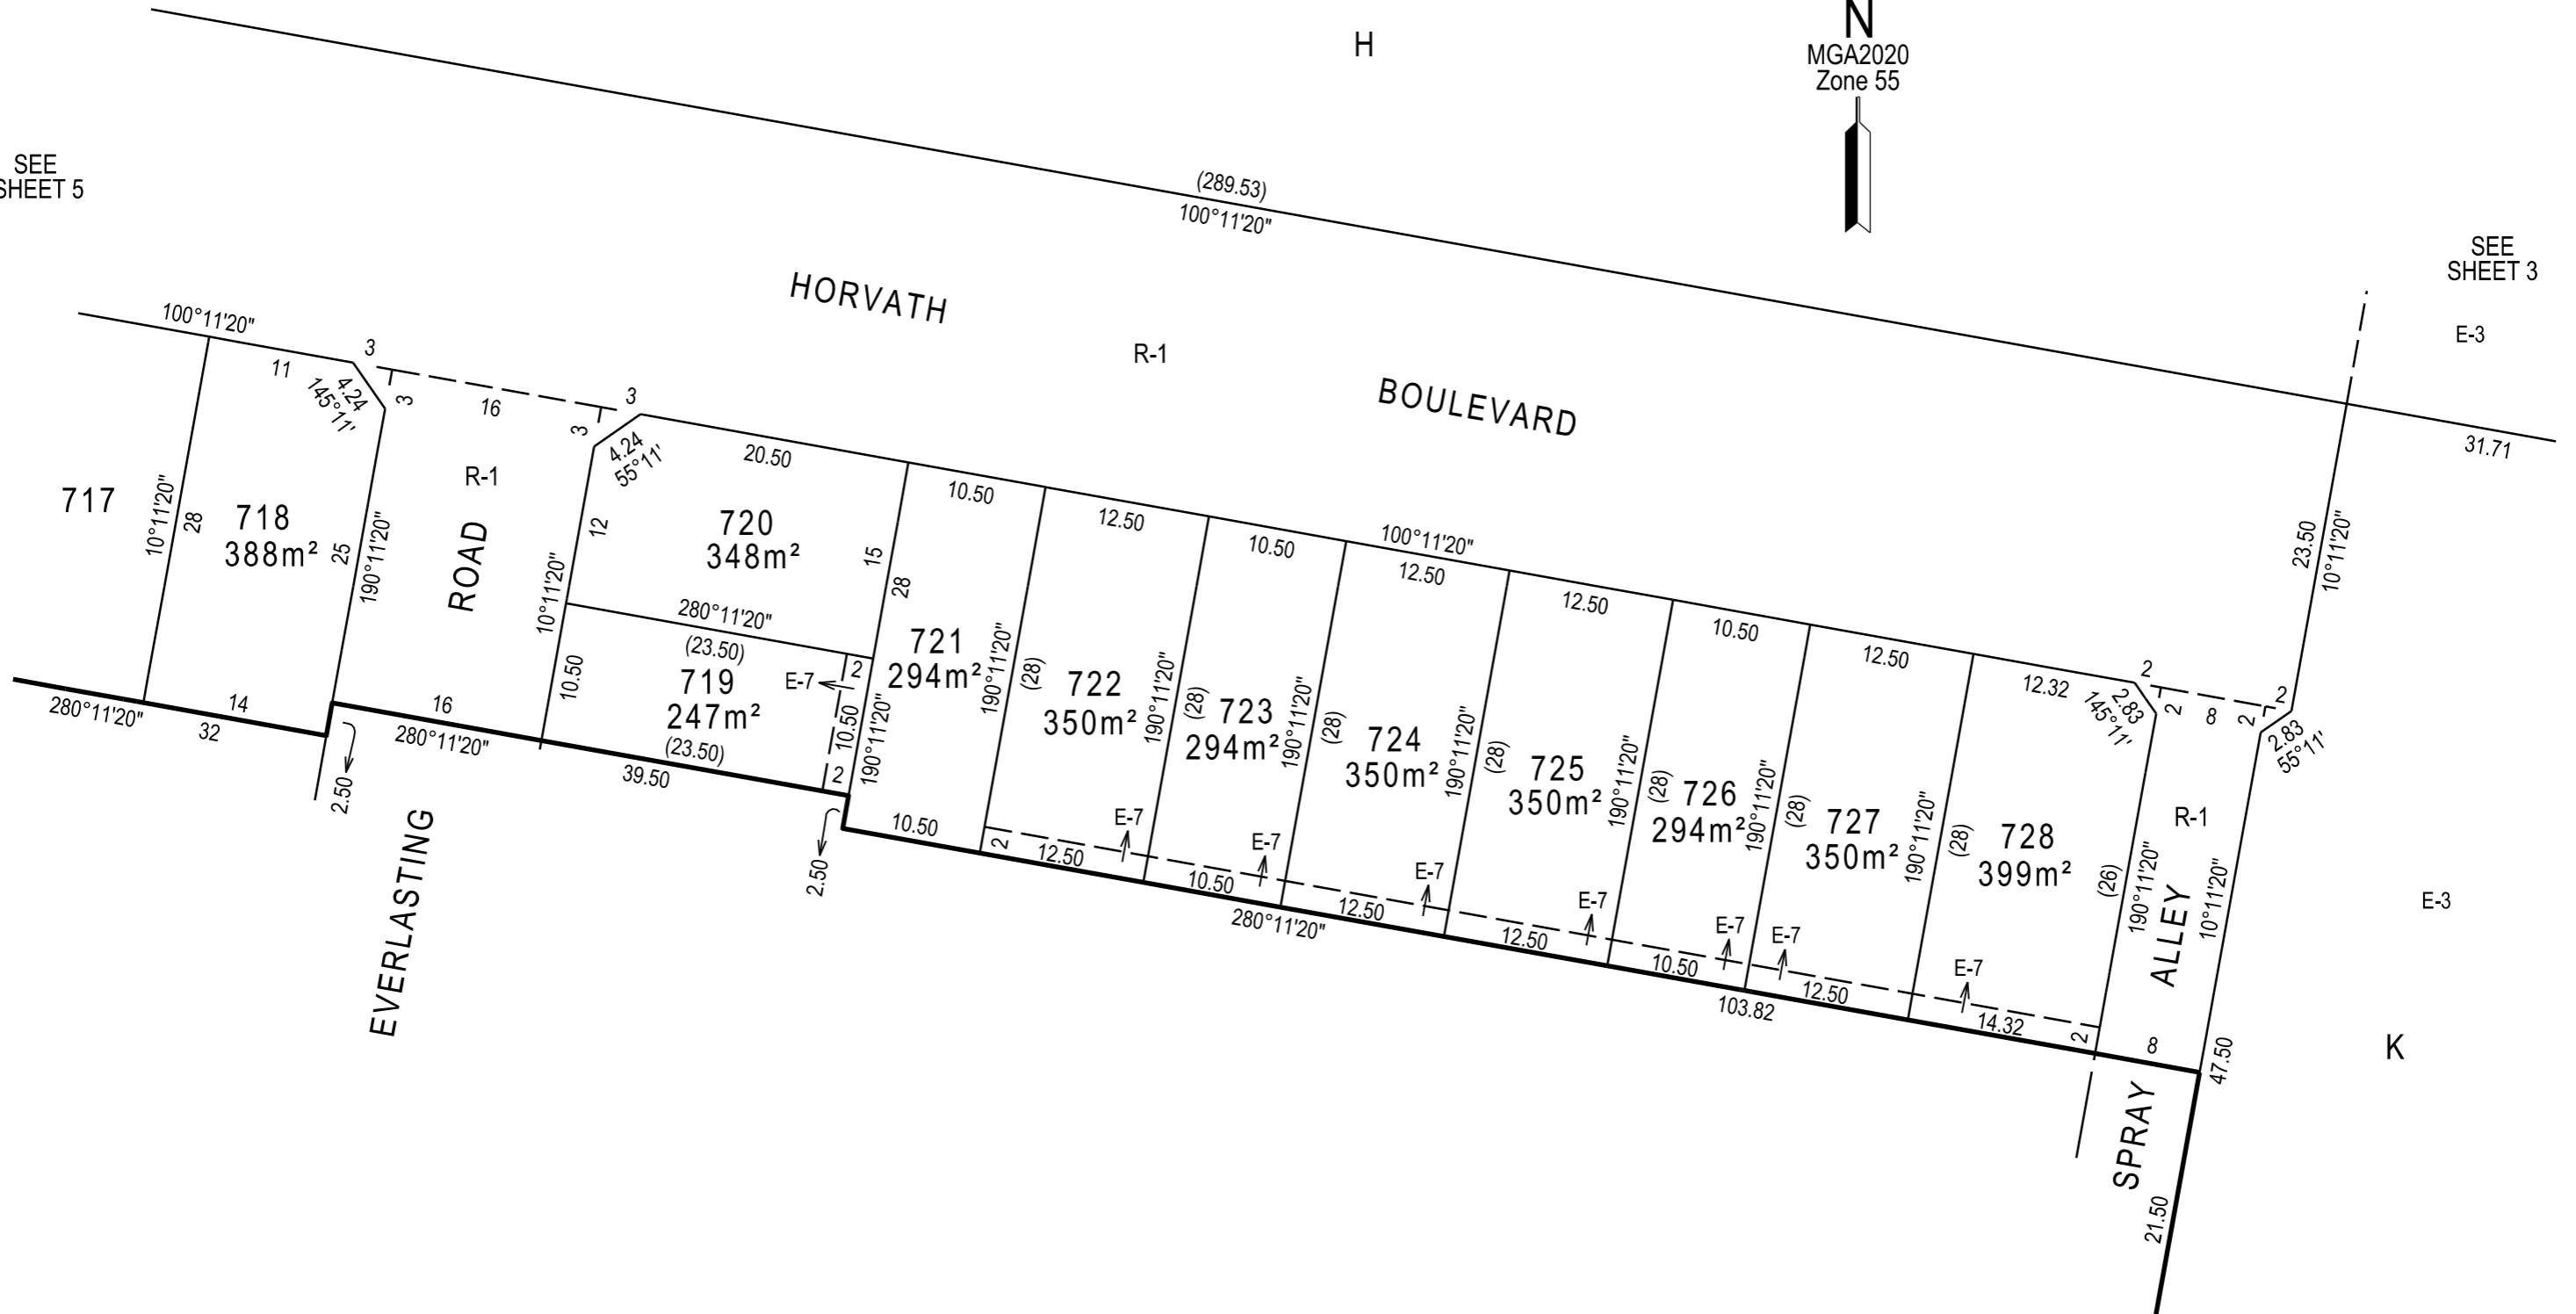 N
MGA2020
Zone 55
H
SEE
SHEET 5
SEE
SHEET 3
E-3
(289.53)
100°11'20"
31.71
HORVATH
BOULEVARD
R-1
23.50
10°11'20"
100°11'20"
11
3
4.24
145°11'
3
16
3
3
4.24
55°11'
20.50
10.50
12.50
10.50
100°11'20"
12.50
12.50
10.50
12.50
12.32
2
2.83
145°11'
2
8
2
2
2.83
55°11'
717
10°11'20"
28
718
388m²
25
190°11'20"
R-1
ROAD
10°11'20"
12
10.50
720
348m²
15
28
280°11'20"
(23.50)
719
247m²
(23.50)
E-7
2
10.50
2
190°11'20"
721
294m²
190°11'20"
(28)
722
350m²
190°11'20"
(28)
723
294m²
190°11'20"
(28)
724
350m²
190°11'20"
(28)
725
350m²
190°11'20"
(28)
726
294m²
190°11'20"
(28)
727
350m²
190°11'20"
(28)
728
399m²
(26)
190°11'20"
R-1
ALLEY
10°11'20"
E-3
K
280°11'20"
14
32
2.50
16
280°11'20"
39.50
2.50
10.50
2
12.50
E-7
10.50
E-7
280°11'20"
12.50
E-7
12.50
E-7
10.50
E-7
103.82
E-7
12.50
E-7
14.32
2
8
47.50
EVERLASTING
SPRAY
21.50